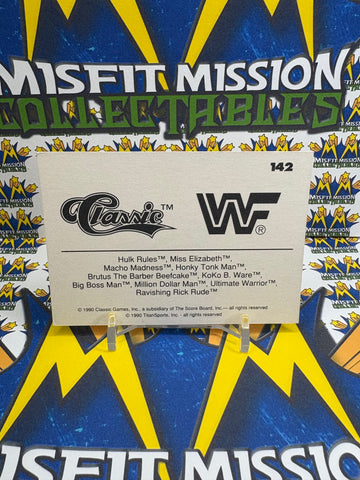 MISFIT MISSION
COLLECTABLES
142
Classic™
WF®
Hulk Rules™, Miss Elizabeth™,
Macho Madness™, Honky Tonk Man™,
Brutus The Barber Beefcake™, KoKo B. Ware™,
Big Boss Man™, Million Dollar Man™, Ultimate Warrior™,
Ravishing Rick Rude™
© 1990 Classic Games, Inc., a subsidiary of The Score Board, Inc — all rights reserved
© 1990 TitanSports, Inc. - all rights reserved
MISFIT MISSION